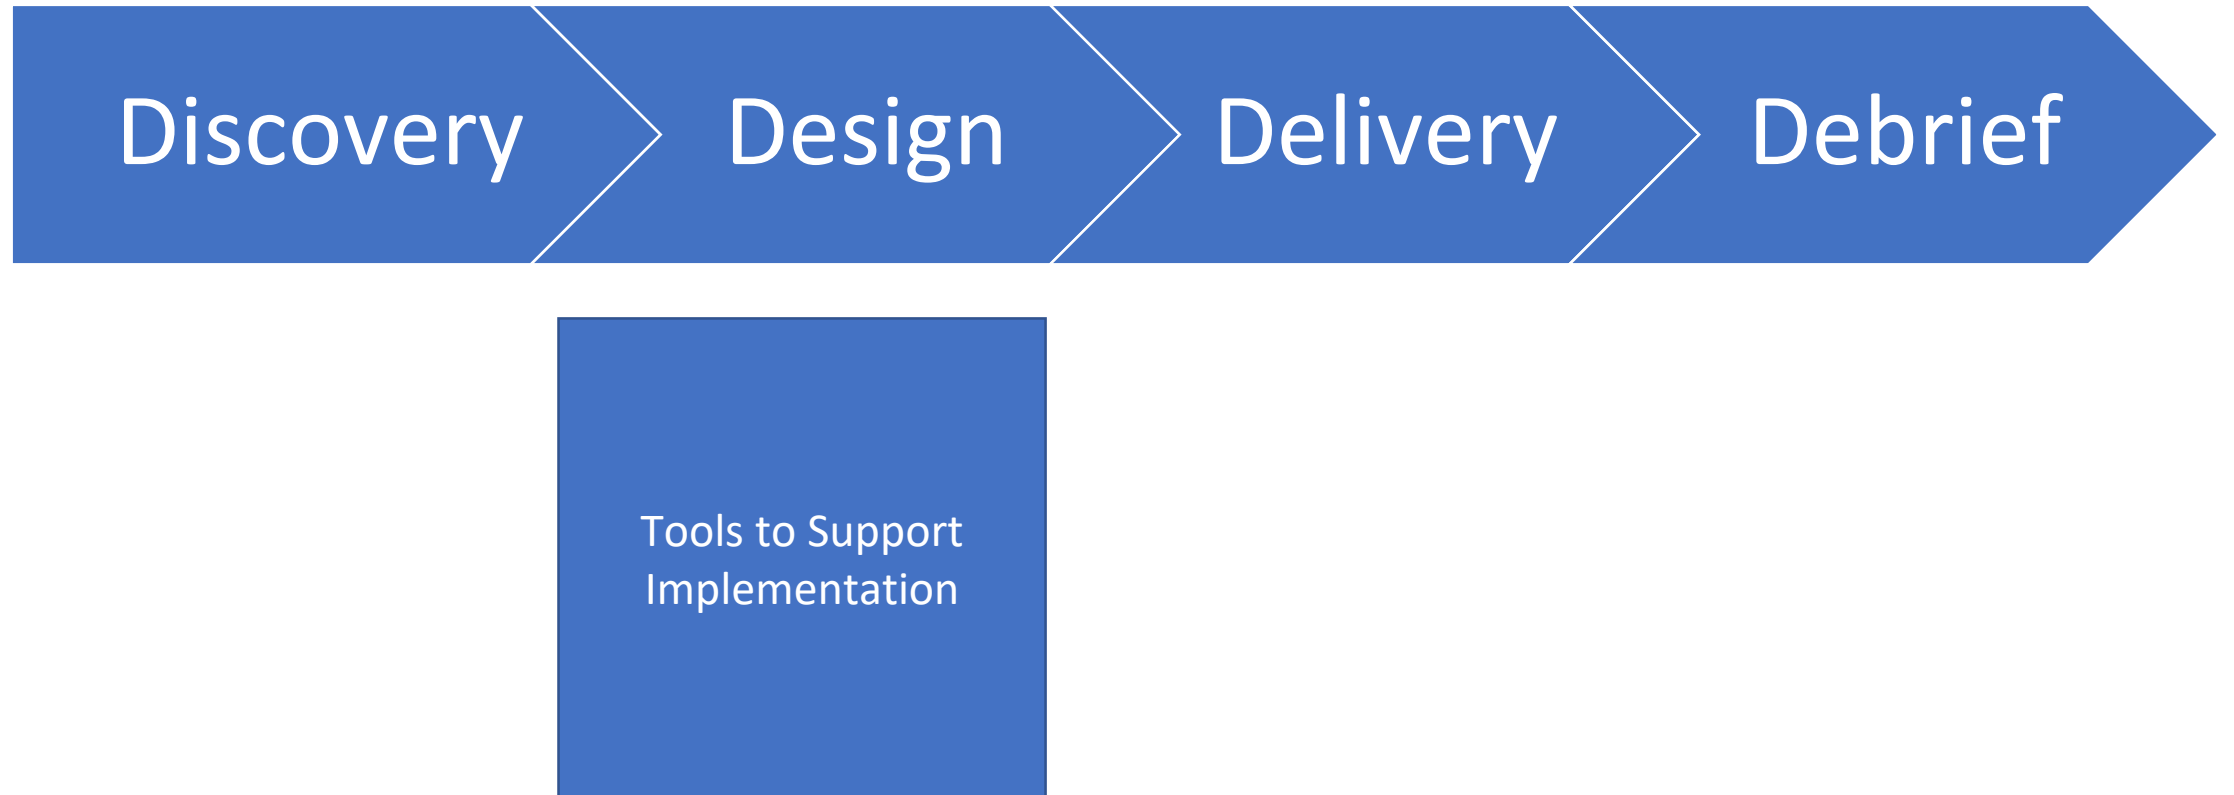 Discovery
Design
Delivery
Debrief
Tools to Support
Implementation